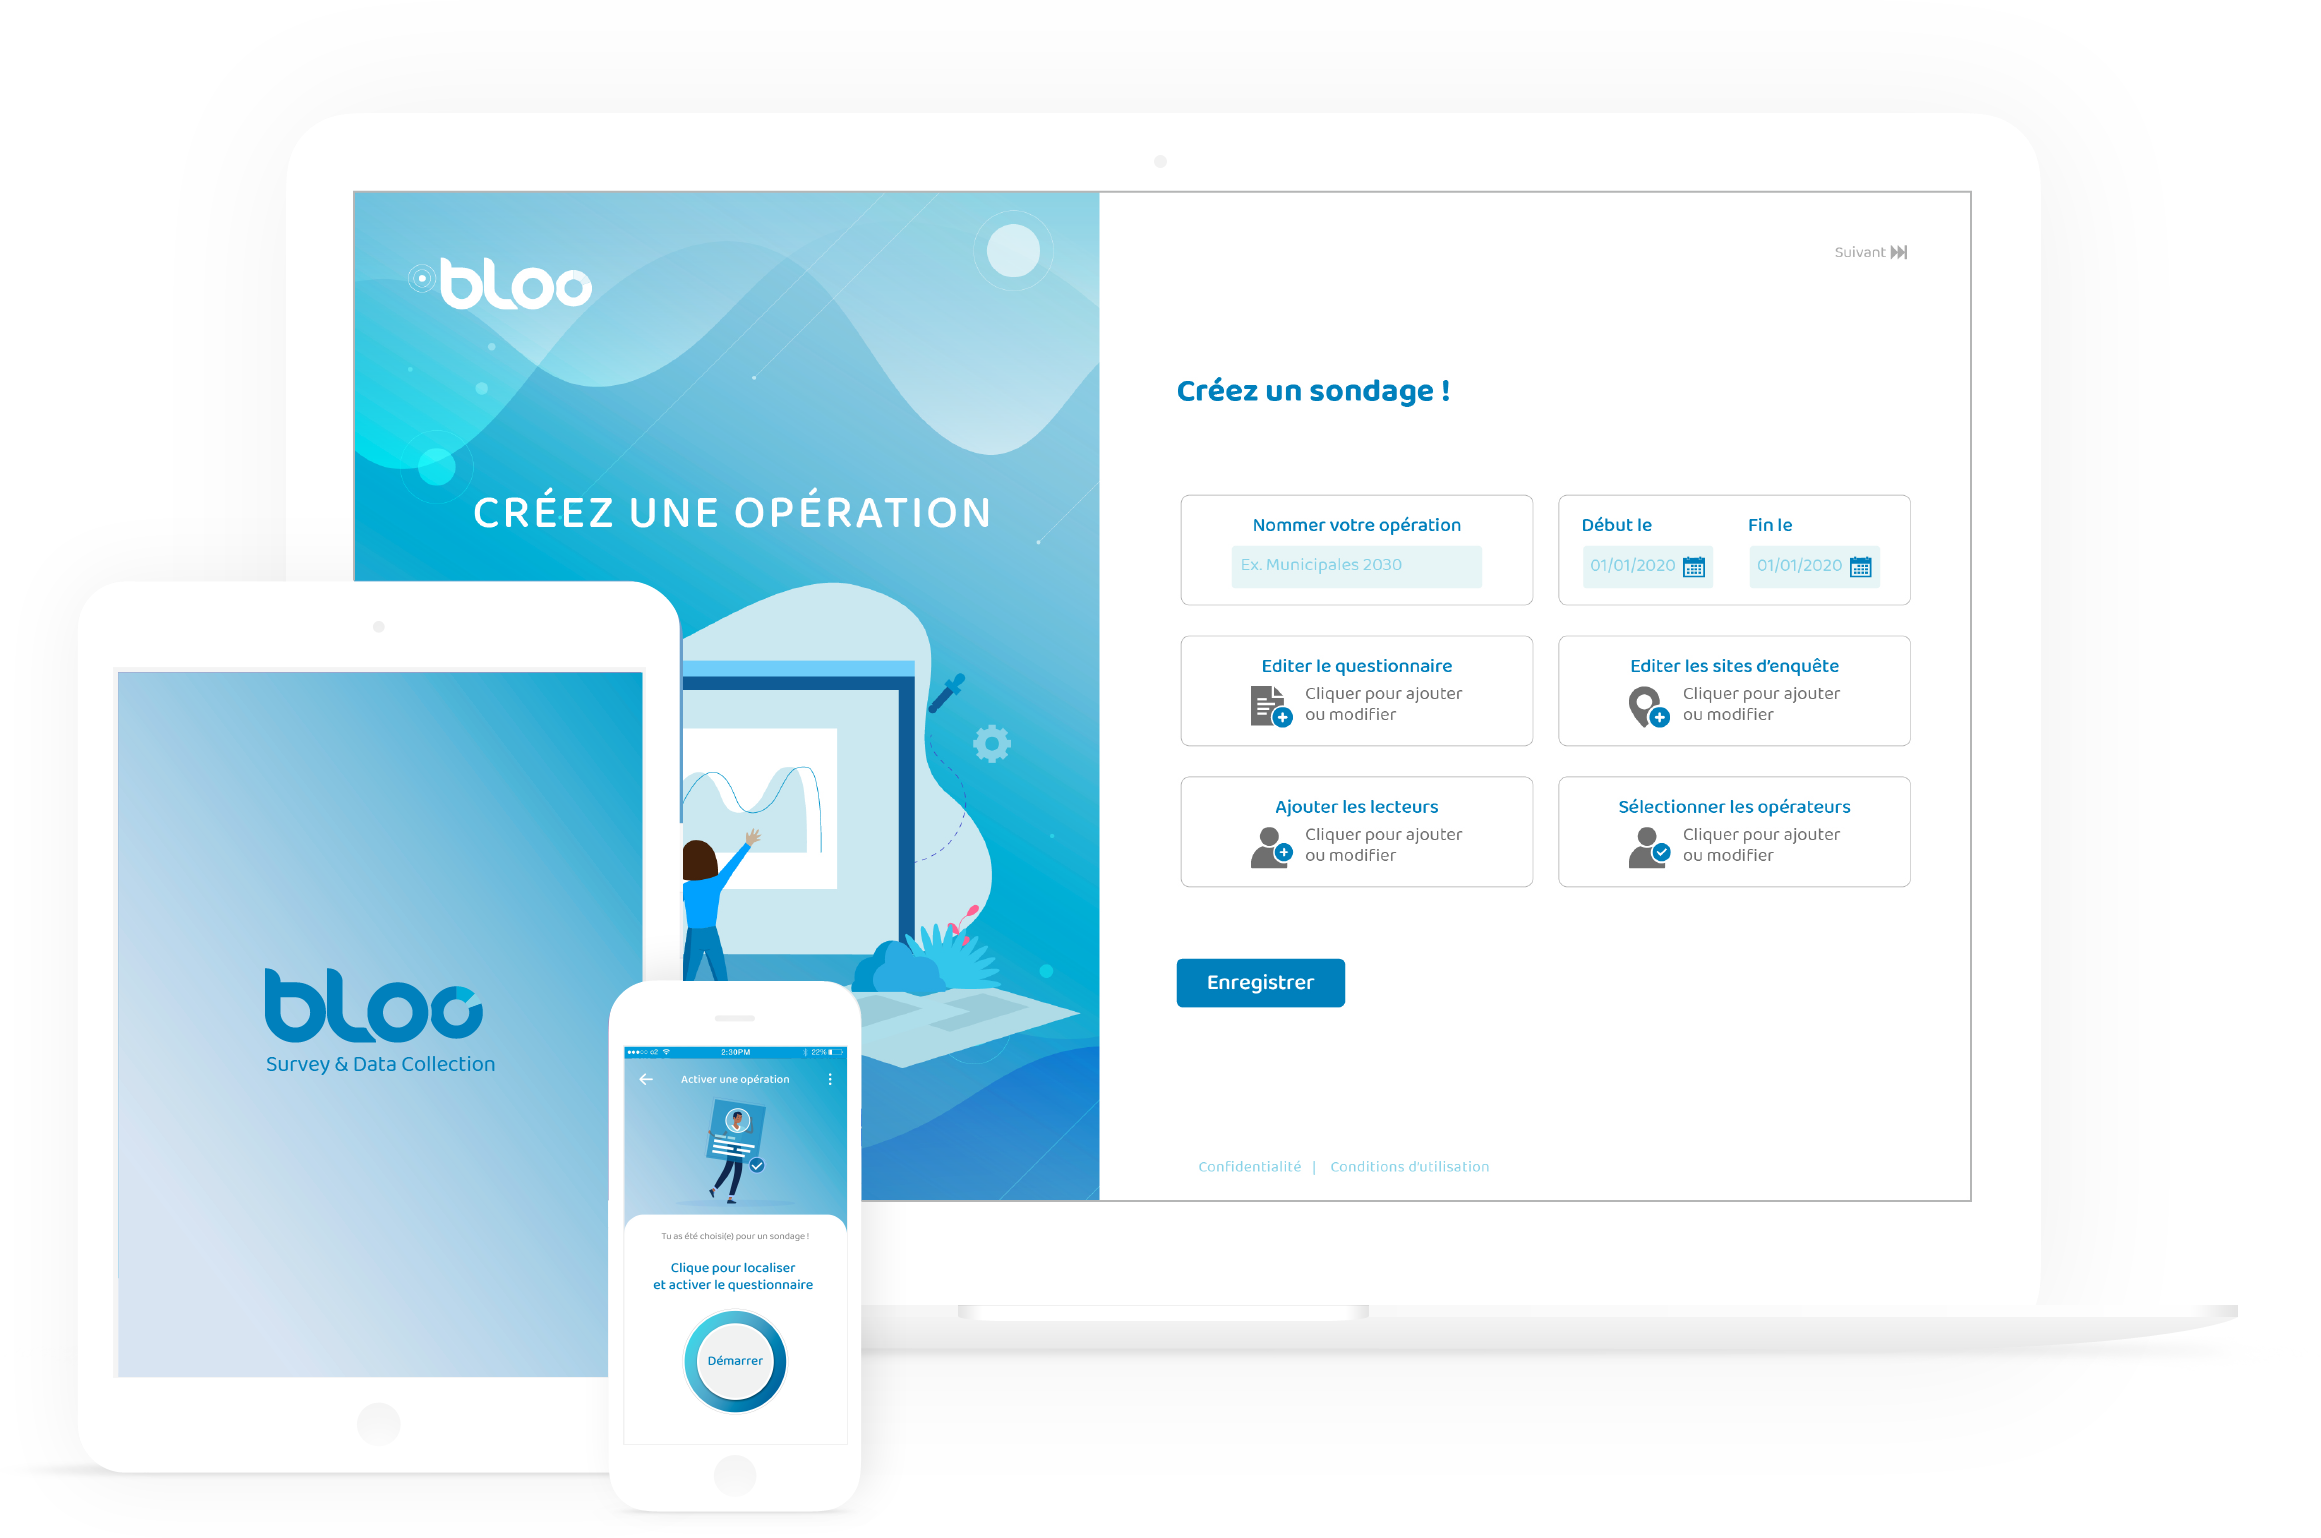 bloo
CRÉEZ UNE OPÉRATION
Suivant
Créez un sondage !
Nommer votre opération
Ex. Municipales 2030
Début le
Fin le
01/01/2020
01/01/2020
Editer le questionnaire
Cliquer pour ajouter
ou modifier
Editer les sites d'enquête
Cliquer pour ajouter
ou modifier
Ajouter les lecteurs
Cliquer pour ajouter
ou modifier
Sélectionner les opérateurs
Cliquer pour ajouter
ou modifier
Enregistrer
Confidentialité | Conditions d'utilisation
bloo
Survey & Data Collection
o2 2:30PM 22%
Activer une opération
Tu as été choisi(e) pour un sondage !
Clique pour localiser
et activer le questionnaire
Démarrer